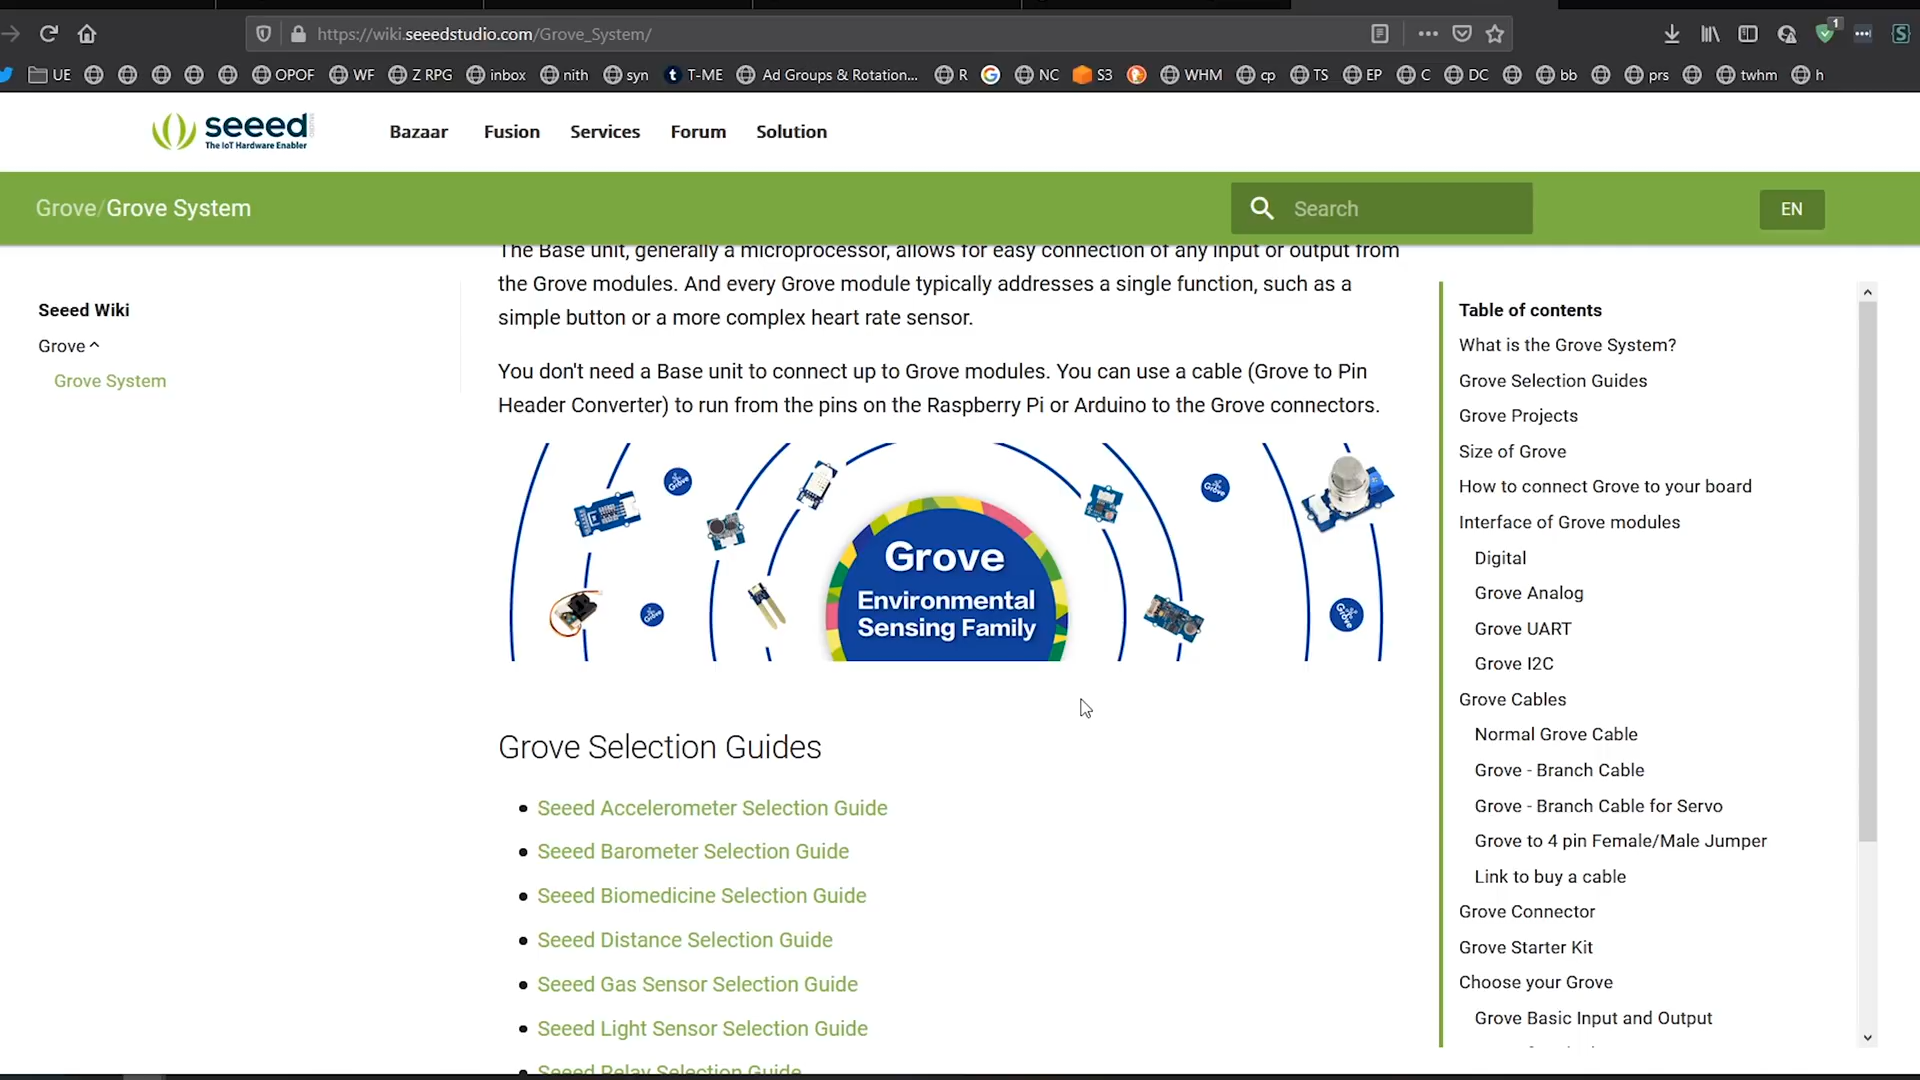 https://wiki.seeedstudio.com/Grove_System/
1
UE OPOF WF Z RPG inbox nith syn t T-ME Ad Groups & Rotation... R G NC S3 WHM cp TS EP C DC bb prs twhm h
S
seeed
The IoT Hardware Enabler
Bazaar Fusion Services Forum Solution
Grove/Grove System
Search
EN
Seeed Wiki
Grove
Grove System
The Base unit, generally a microprocessor, allows for easy connection of any input or output from
the Grove modules. And every Grove module typically addresses a single function, such as a
simple button or a more complex heart rate sensor.
You don't need a Base unit to connect up to Grove modules. You can use a cable (Grove to Pin
Header Converter) to run from the pins on the Raspberry Pi or Arduino to the Grove connectors.
Grove
Grove
Grove
Grove
Grove
Environmental
Sensing Family
Grove Selection Guides
Seeed Accelerometer Selection Guide
Seeed Barometer Selection Guide
Seeed Biomedicine Selection Guide
Seeed Distance Selection Guide
Seeed Gas Sensor Selection Guide
Seeed Light Sensor Selection Guide
Seeed Relay Selection Guide
Table of contents
What is the Grove System?
Grove Selection Guides
Grove Projects
Size of Grove
How to connect Grove to your board
Interface of Grove modules
Digital
Grove Analog
Grove UART
Grove I2C
Grove Cables
Normal Grove Cable
Grove - Branch Cable
Grove - Branch Cable for Servo
Grove to 4 pin Female/Male Jumper
Link to buy a cable
Grove Connector
Grove Starter Kit
Choose your Grove
Grove Basic Input and Output